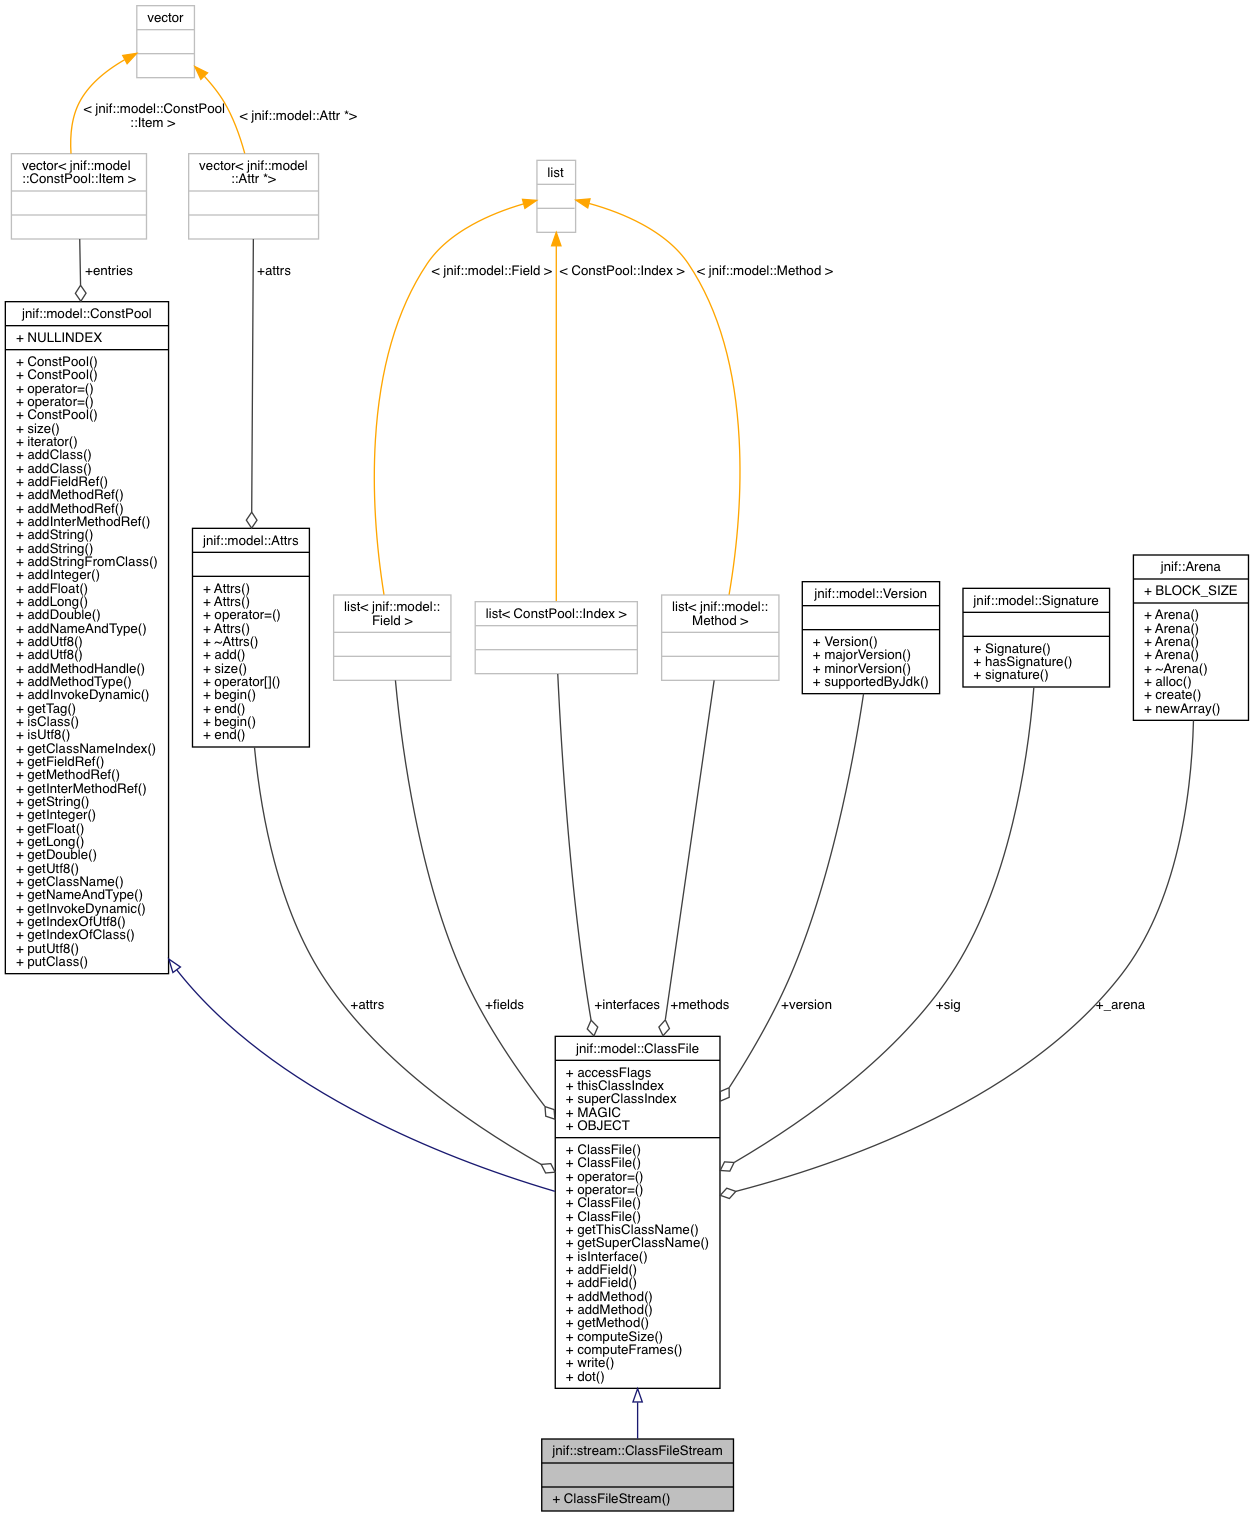 vector
< jnif::model::ConstPool
::Item >
< jnif::model::Attr *>
vector< jnif::model
::ConstPool::Item >
vector< jnif::model
::Attr *>
list
+entries
+attrs
< jnif::model::Field >
< ConstPool::Index >
< jnif::model::Method >
jnif::model::ConstPool
+ NULLINDEX
+ ConstPool()
+ ConstPool()
+ operator=()
+ operator=()
+ ConstPool()
+ size()
+ iterator()
+ addClass()
+ addClass()
+ addFieldRef()
+ addMethodRef()
+ addMethodRef()
+ addInterMethodRef()
+ addString()
+ addString()
+ addStringFromClass()
+ addInteger()
+ addFloat()
+ addLong()
+ addDouble()
+ addNameAndType()
+ addUtf8()
+ addUtf8()
+ addMethodHandle()
+ addMethodType()
+ addInvokeDynamic()
+ getTag()
+ isClass()
+ isUtf8()
+ getClassNameIndex()
+ getFieldRef()
+ getMethodRef()
+ getInterMethodRef()
+ getString()
+ getInteger()
+ getFloat()
+ getLong()
+ getDouble()
+ getUtf8()
+ getClassName()
+ getNameAndType()
+ getInvokeDynamic()
+ getIndexOfUtf8()
+ getIndexOfClass()
+ putUtf8()
+ putClass()
jnif::model::Attrs
+ Attrs()
+ Attrs()
+ operator=()
+ Attrs()
+ ~Attrs()
+ add()
+ size()
+ operator[]()
+ begin()
+ end()
+ begin()
+ end()
list< jnif::model::
Field >
list< ConstPool::Index >
list< jnif::model::
Method >
jnif::model::Version
+ Version()
+ majorVersion()
+ minorVersion()
+ supportedByJdk()
jnif::model::Signature
+ Signature()
+ hasSignature()
+ signature()
jnif::Arena
+ BLOCK_SIZE
+ Arena()
+ Arena()
+ Arena()
+ Arena()
+ ~Arena()
+ alloc()
+ create()
+ newArray()
+attrs
+fields
+interfaces
+methods
+version
+sig
+_arena
jnif::model::ClassFile
+ accessFlags
+ thisClassIndex
+ superClassIndex
+ MAGIC
+ OBJECT
+ ClassFile()
+ ClassFile()
+ operator=()
+ operator=()
+ ClassFile()
+ ClassFile()
+ getThisClassName()
+ getSuperClassName()
+ isInterface()
+ addField()
+ addField()
+ addMethod()
+ addMethod()
+ getMethod()
+ computeSize()
+ computeFrames()
+ write()
+ dot()
jnif::stream::ClassFileStream
+ ClassFileStream()